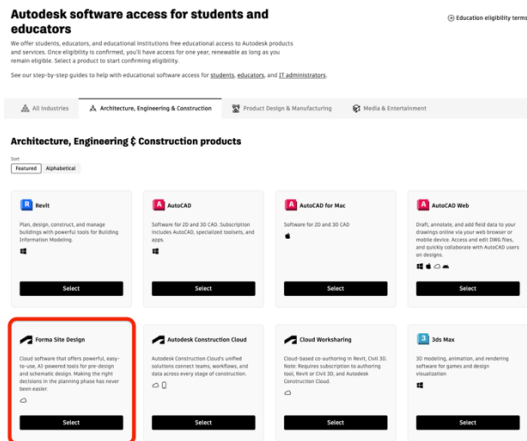 Autodesk software access for students and
educators
Education eligibility terms
We offer students, educators, and educational institutions free educational access to Autodesk products
and services. Once eligibility is confirmed, you'll have access for one year, renewable as long as you
remain eligible. Select a product to start confirming eligibility.
See our step-by-step guides to help with educational software access for students, educators, and IT administrators.
All Industries
Architecture, Engineering & Construction
Product Design & Manufacturing
Media & Entertainment
Architecture, Engineering & Construction products
Sort
Featured
Alphabetical
Revit
Plan, design, construct, and manage
buildings with powerful tools for Building
Information Modeling.
Select
AutoCAD
Software for 2D and 3D CAD. Subscription
includes AutoCAD, specialized toolsets, and
apps.
Select
AutoCAD for Mac
Software for 2D and 3D CAD
Select
AutoCAD Web
Draft, annotate, and add field data to your
drawings online via your web browser or
mobile device. Access and edit DWG files,
and quickly collaborate with AutoCAD users
on designs.
Select
Forma Site Design
Cloud software that offers powerful, easy-
to-use, AI-powered tools for pre-design
and schematic design. Making the right
decisions in the planning phase has never
been easier.
Select
Autodesk Construction Cloud
Autodesk Construction Cloud's unified
solutions connect teams, workflows, and
data across every stage of construction.
Select
Cloud Worksharing
Cloud-based co-authoring in Revit, Civil 3D.
Note: Requires subscription to authoring
tool, Revit or Civil 3D, and Autodesk
Construction Cloud.
Select
3ds Max
3D modeling, animation, and rendering
software for games and design
visualization
Select